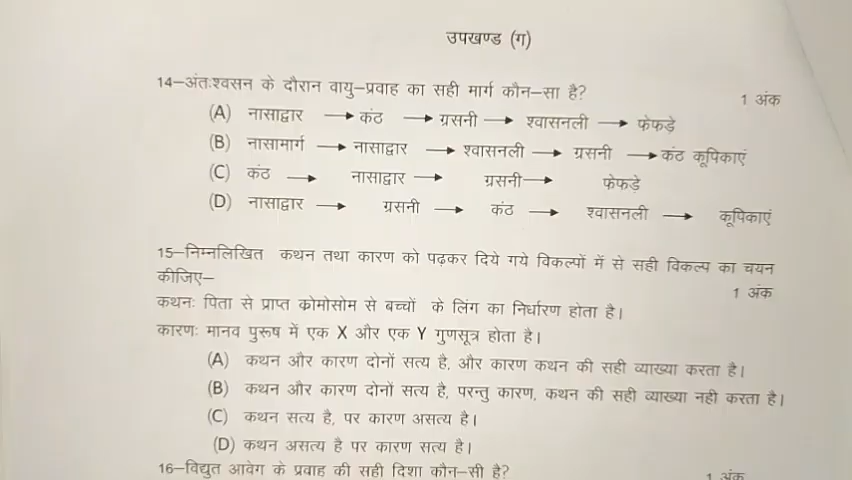 उपखण्ड (ग)
14–अंतःश्वसन के दौरान वायु–प्रवाह का सही मार्ग कौन–सा है? 1 अंक
(A) नासाद्वार → कंठ → ग्रसनी → श्वासनली → फेफड़े
(B) नासामार्ग → नासाद्वार → श्वासनली → ग्रसनी → कंठ कूपिकाएं
(C) कंठ → नासाद्वार → ग्रसनी → फेफड़े
(D) नासाद्वार → ग्रसनी → कंठ → श्वासनली → कूपिकाएं
15–निम्नलिखित कथन तथा कारण को पढ़कर दिये गये विकल्पों में से सही विकल्प का चयन
कीजिए– 1 अंक
कथनः पिता से प्राप्त क्रोमोसोम से बच्चों के लिंग का निर्धारण होता है।
कारणः मानव पुरूष में एक X और एक Y गुणसूत्र होता है।
(A) कथन और कारण दोनों सत्य है, और कारण कथन की सही व्याख्या करता है।
(B) कथन और कारण दोनों सत्य है, परन्तु कारण, कथन की सही व्याख्या नही करता है।
(C) कथन सत्य है, पर कारण असत्य है।
(D) कथन असत्य है पर कारण सत्य है।
16–विद्युत आवेग के प्रवाह की सही दिशा कौन–सी है? 1 अंक